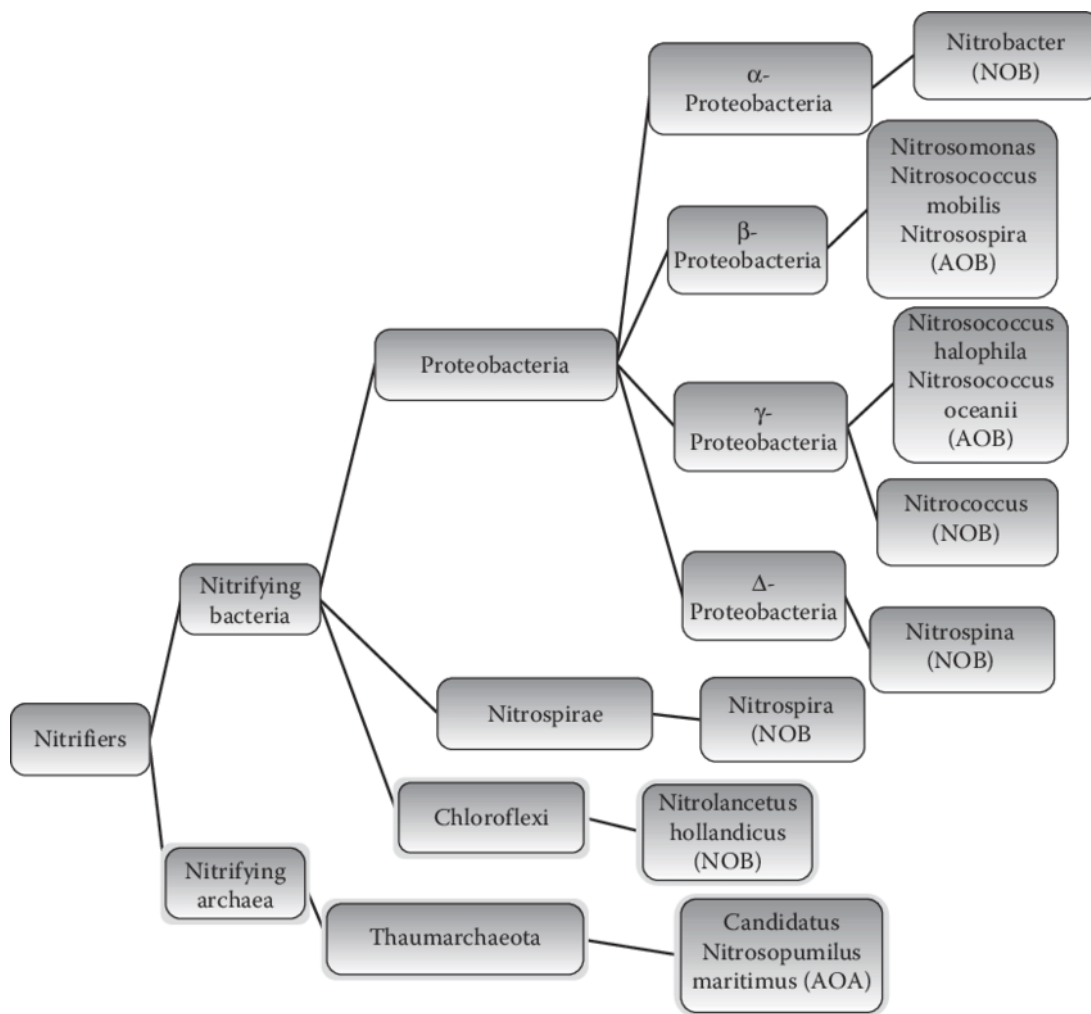 Nitrobacter
(NOB)
α-
Proteobacteria
Nitrosomonas
Nitrosococcus
mobilis
Nitrosospira
(AOB)
β-
Proteobacteria
Nitrosococcus
halophila
Nitrosococcus
oceanii
(AOB)
Proteobacteria
γ-
Proteobacteria
Nitrococcus
(NOB)
Δ-
Proteobacteria
Nitrifying
bacteria
Nitrospina
(NOB)
Nitrospirae
Nitrospira
(NOB
Nitrifiers
Chloroflexi
Nitrolancetus
hollandicus
(NOB)
Nitrifying
archaea
Thaumarchaeota
Candidatus
Nitrosopumilus
maritimus (AOA)